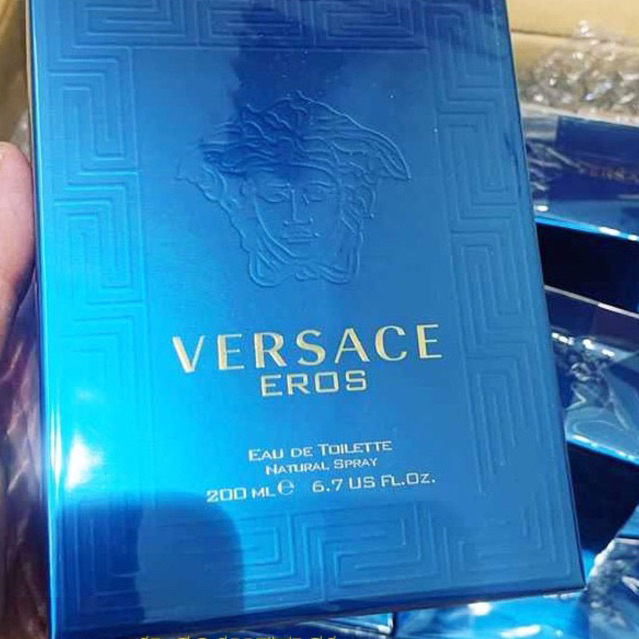 VERSACE
EROS
EAU DE TOILETTE
NATURAL SPRAY
200 ML ℮ 6.7 US FL.OZ.